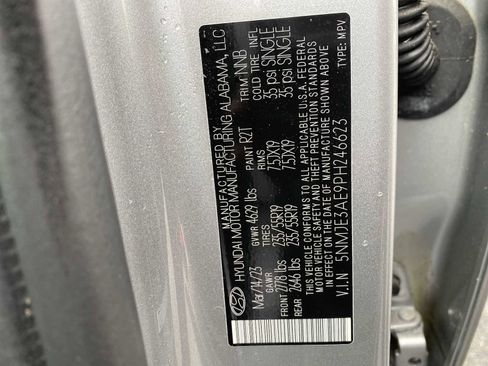 MANUFACTURED BY
HYUNDAI MOTOR MANUFACTURING ALABAMA, LLC
Mar/14/23 GVWR 4629 lbs PAINT R2T TRIM NNB
GAWR TIRES RIMS COLD TIRE INFL
FRONT 2778 lbs 235/55R19 7.5JX19 35 psi SINGLE
REAR 2646 lbs 235/55R19 7.5JX19 35 psi SINGLE
THIS VEHICLE CONFORMS TO ALL APPLICABLE U.S.A. FEDERAL
MOTOR VEHICLE SAFETY, BUMPER, AND THEFT PREVENTION STANDARDS
IN EFFECT ON THE DATE OF MANUFACTURE SHOWN ABOVE
V.I.N 5NMJE3AE9PH246623 TYPE: MPV